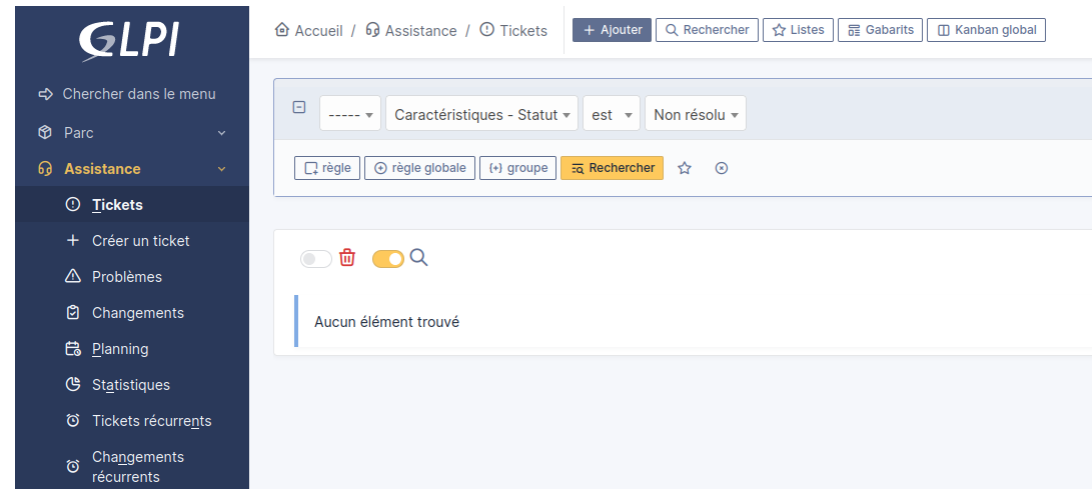 GLPI
Accueil / Assistance / Tickets
+ Ajouter
Rechercher
Listes
Gabarits
Kanban global
Chercher dans le menu
Parc
Assistance
Tickets
Créer un ticket
Problèmes
Changements
Planning
Statistiques
Tickets récurrents
Changements
récurrents
----- Caractéristiques - Statut est Non résolu
règle
règle globale
groupe
Rechercher
Aucun élément trouvé